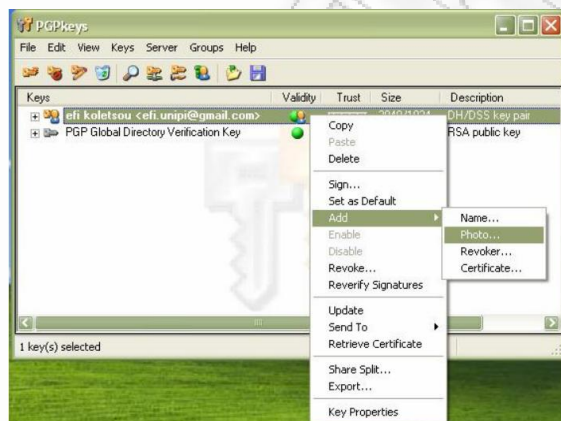 PGPkeys
File Edit View Keys Server Groups Help
Keys Validity Trust Size Description
efi koletsou <efi.unipi@gmail.com> 2048/1024 DH/DSS key pair
PGP Global Directory Verification Key RSA public key
Copy
Paste
Delete
Sign...
Set as Default
Add
Name...
Photo...
Revoker...
Certificate...
Enable
Disable
Revoke...
Reverify Signatures
Update
Send To
Retrieve Certificate
Share Split...
Export...
Key Properties
1 key(s) selected